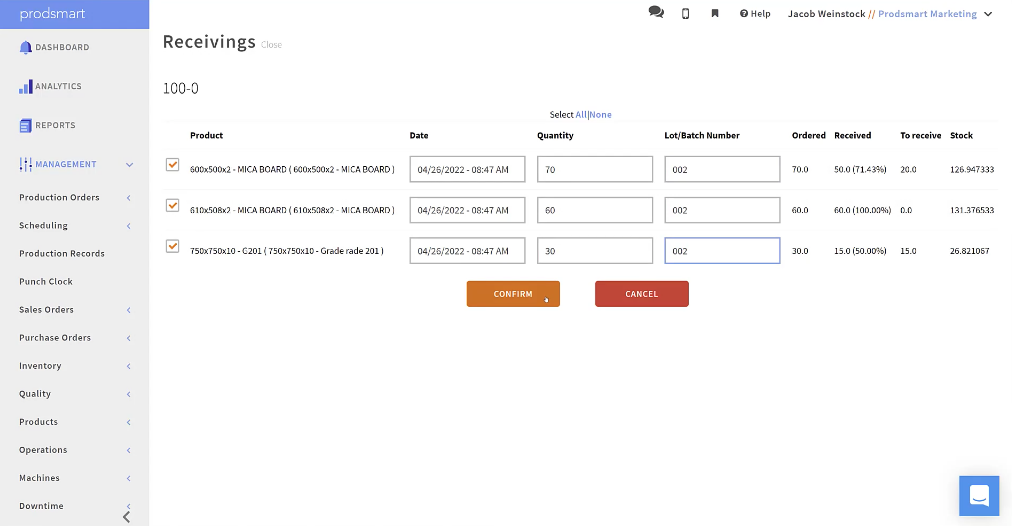 prodsmart
Help Jacob Weinstock // Prodsmart Marketing
DASHBOARD
ANALYTICS
REPORTS
MANAGEMENT
Production Orders
Scheduling
Production Records
Punch Clock
Sales Orders
Purchase Orders
Inventory
Quality
Products
Operations
Machines
Downtime
Receivings Close
100-0
Select All|None
Product Date Quantity Lot/Batch Number Ordered Received To receive Stock
600x500x2 - MICA BOARD ( 600x500x2 - MICA BOARD ) 04/26/2022 - 08:47 AM 70 002 70.0 50.0 (71.43%) 20.0 126.947333
610x508x2 - MICA BOARD ( 610x508x2 - MICA BOARD ) 04/26/2022 - 08:47 AM 60 002 60.0 60.0 (100.00%) 0.0 131.376533
750x750x10 - G201 ( 750x750x10 - Grade rade 201 ) 04/26/2022 - 08:47 AM 30 002 30.0 15.0 (50.00%) 15.0 26.821067
CONFIRM CANCEL